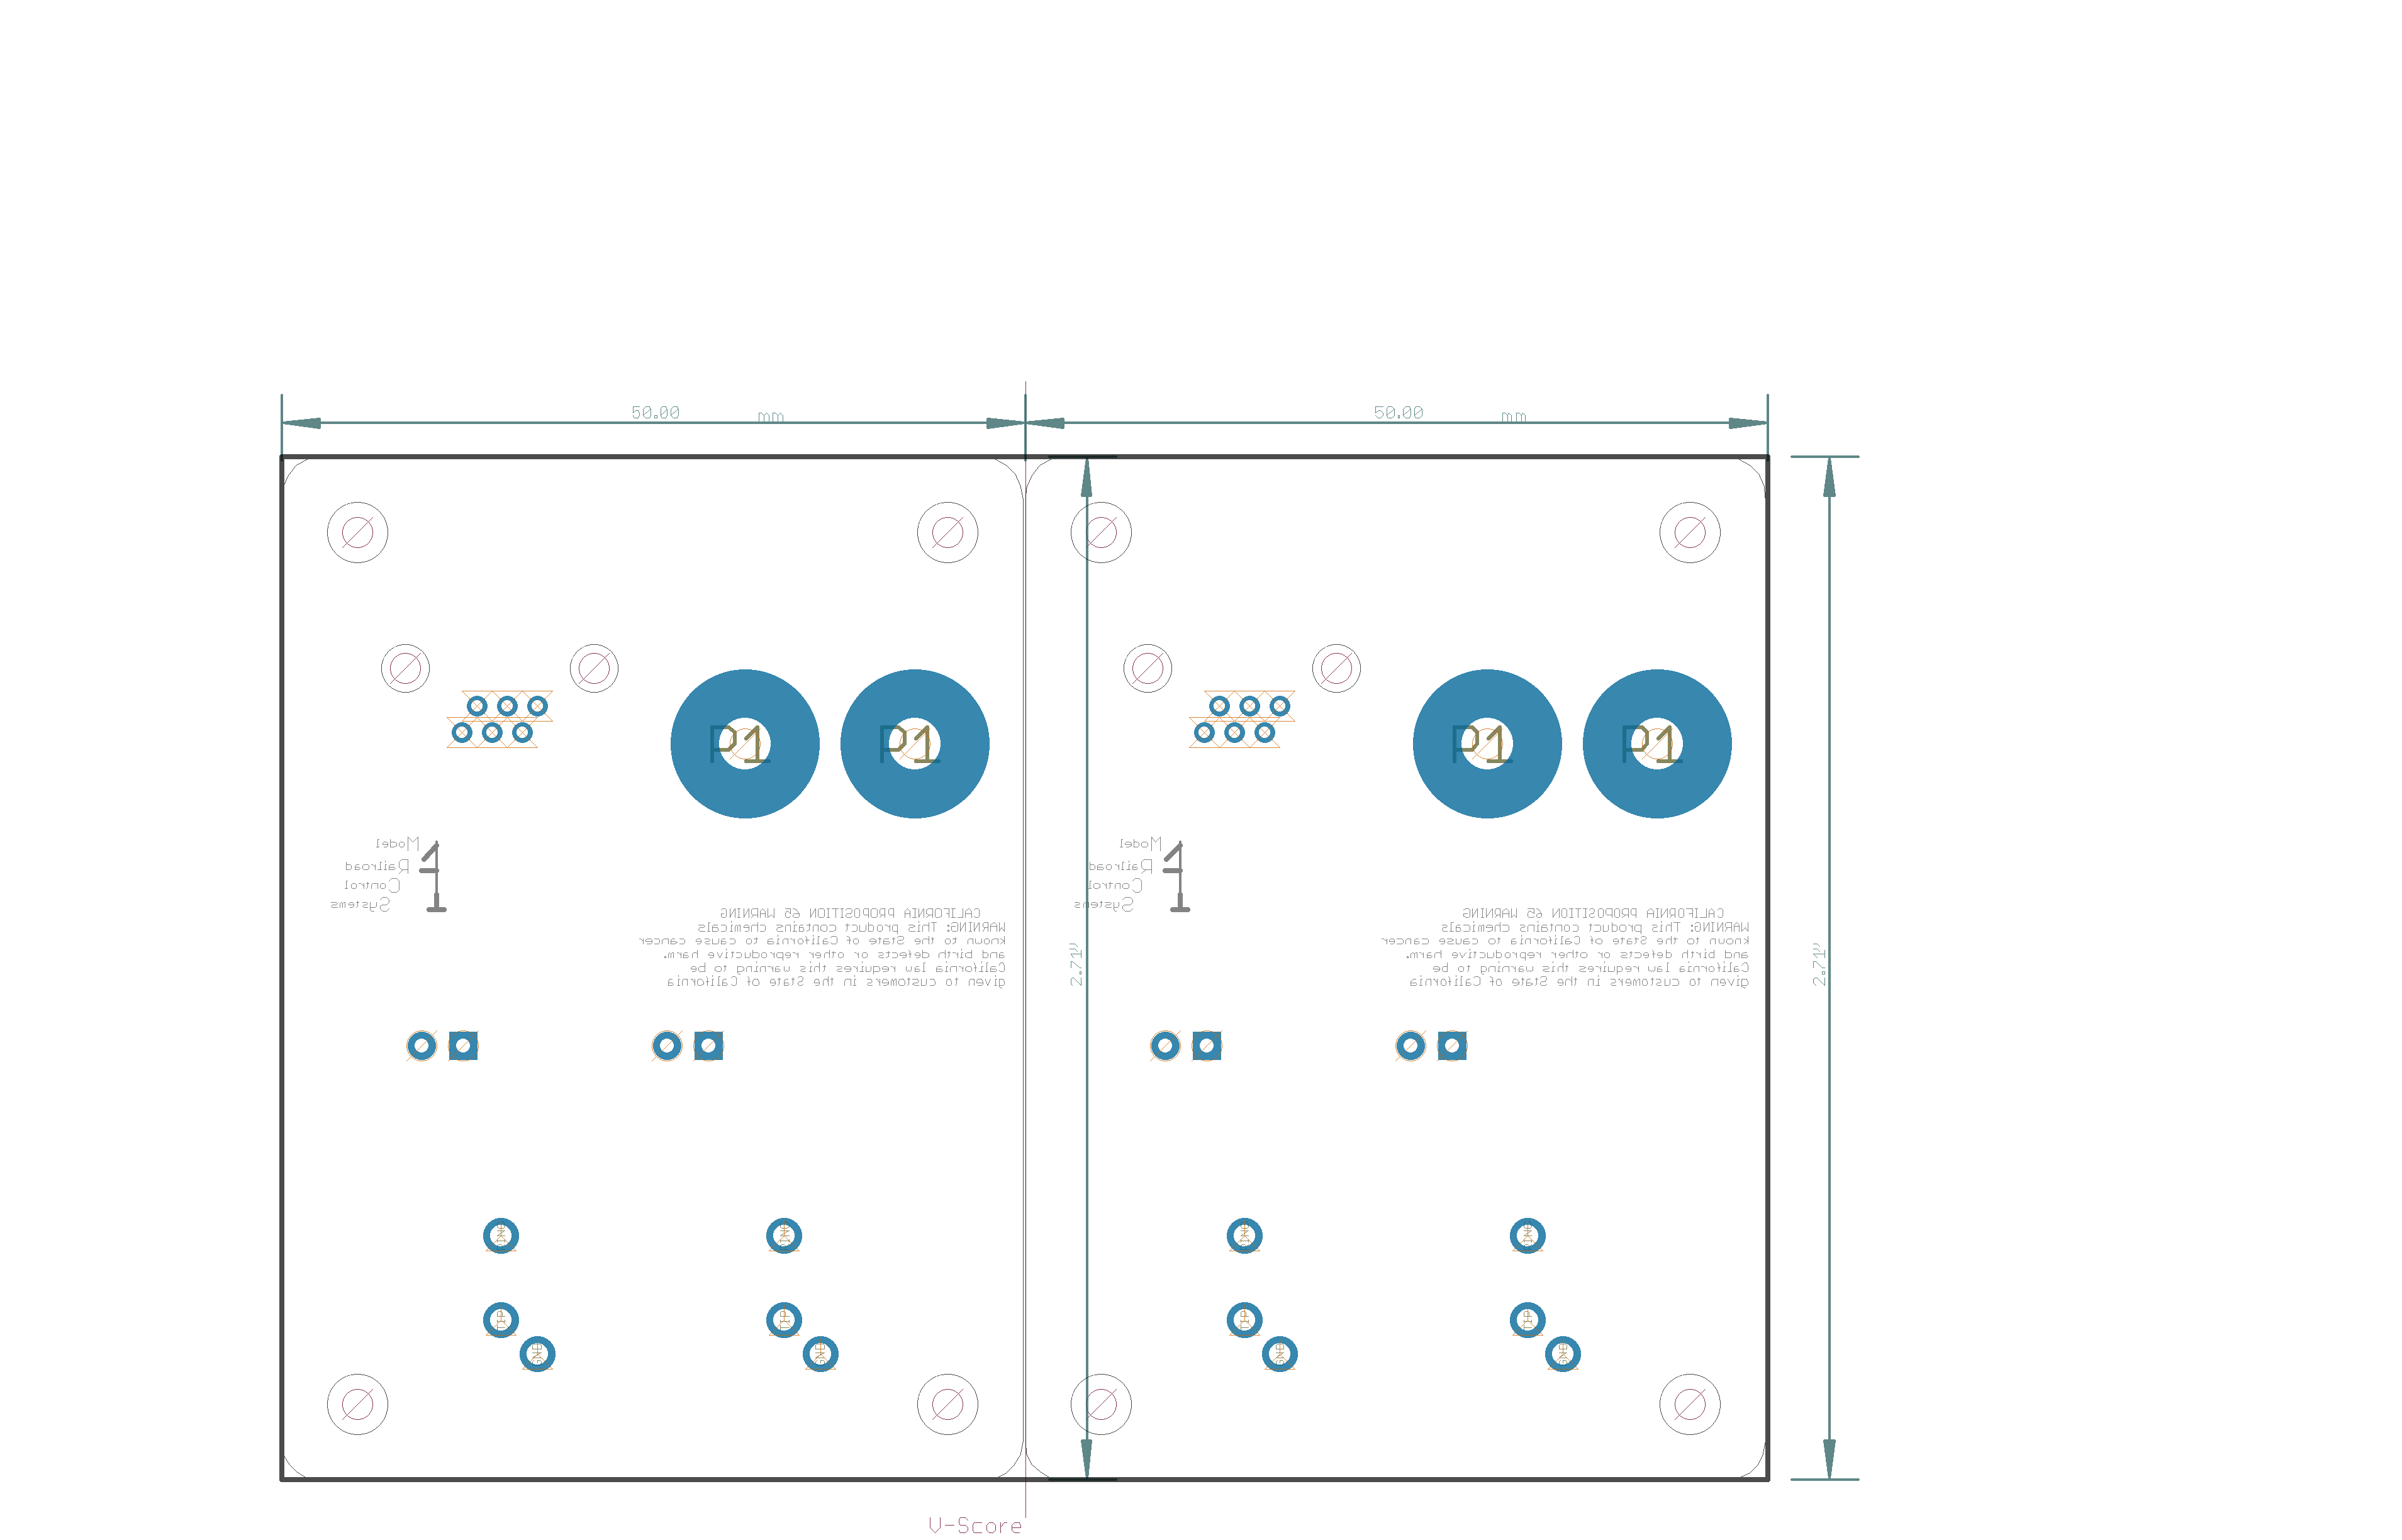 50.00 mm
50.00 mm
P1
P1
P1
P1
Model
Railroad
Control
Systems
Model
Railroad
Control
Systems
CALIFORNIA PROPOSITION 65 WARNING
WARNING: This product contains chemicals
known to the State of California to cause cancer
and birth defects or other reproductive harm.
California law requires this warning to be
given to customers in the State of California
CALIFORNIA PROPOSITION 65 WARNING
WARNING: This product contains chemicals
known to the State of California to cause cancer
and birth defects or other reproductive harm.
California law requires this warning to be
given to customers in the State of California
2.71"
2.71"
V-Score